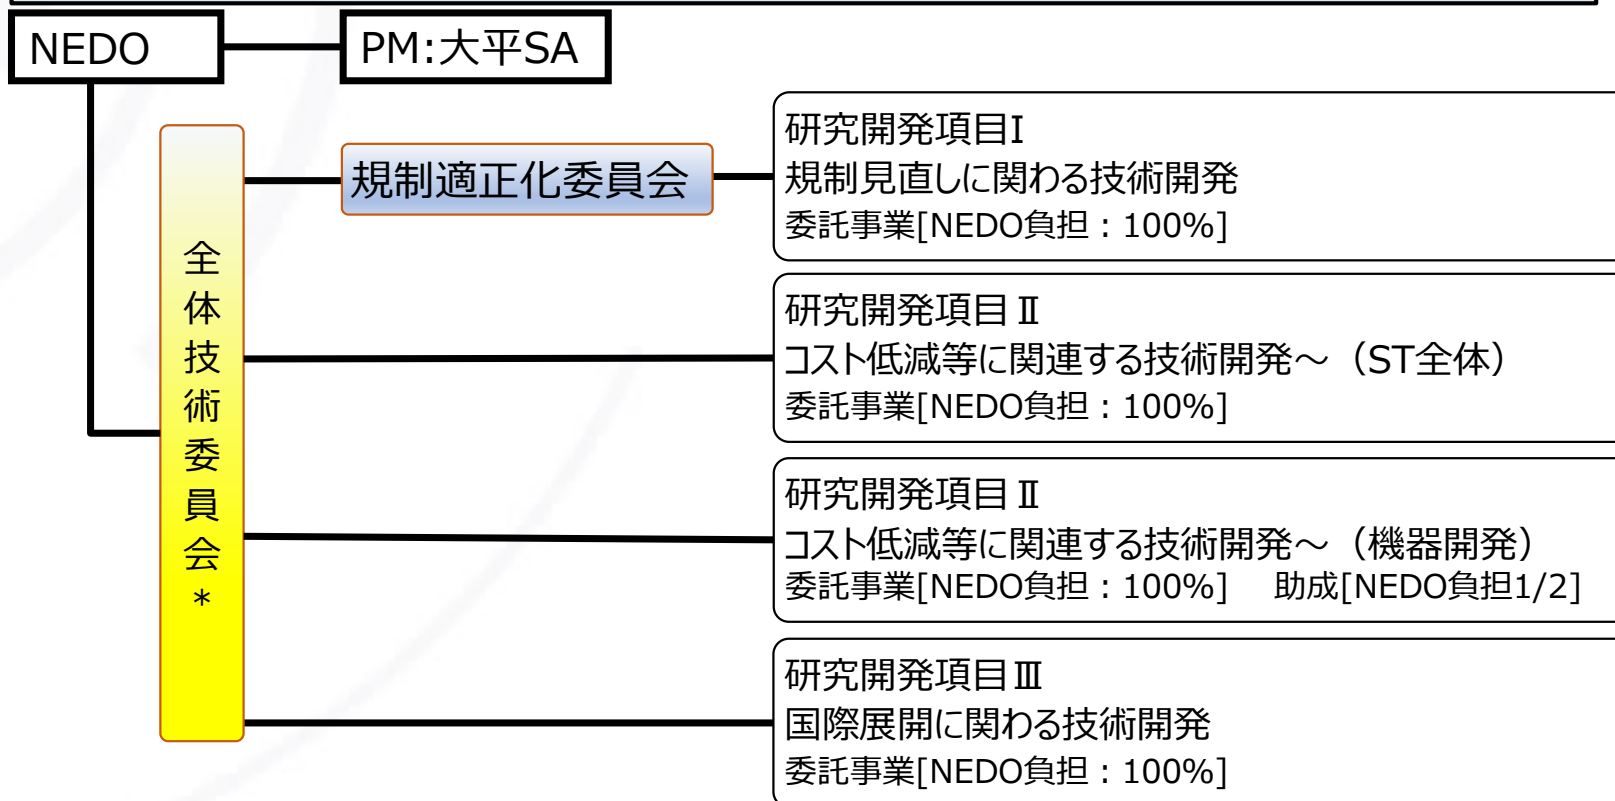 NEDO
PM:大平SA
全体技術委員会*
規制適正化委員会
研究開発項目I
規制見直しに関わる技術開発
委託事業[NEDO負担：100%]
研究開発項目Ⅱ
コスト低減等に関連する技術開発～（ST全体）
委託事業[NEDO負担：100%]
研究開発項目Ⅱ
コスト低減等に関連する技術開発～（機器開発）
委託事業[NEDO負担：100%]　助成[NEDO負担1/2]
研究開発項目Ⅲ
国際展開に関わる技術開発
委託事業[NEDO負担：100%]